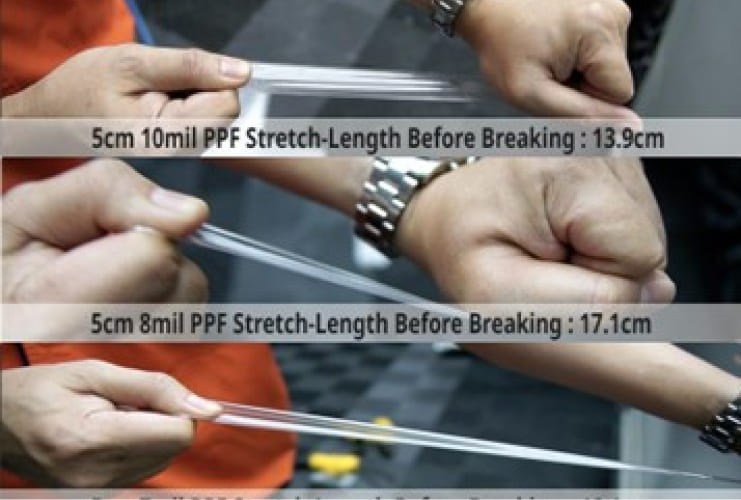 5cm 10mil PPF Stretch-Length Before Breaking : 13.9cm
5cm 8mil PPF Stretch-Length Before Breaking : 17.1cm